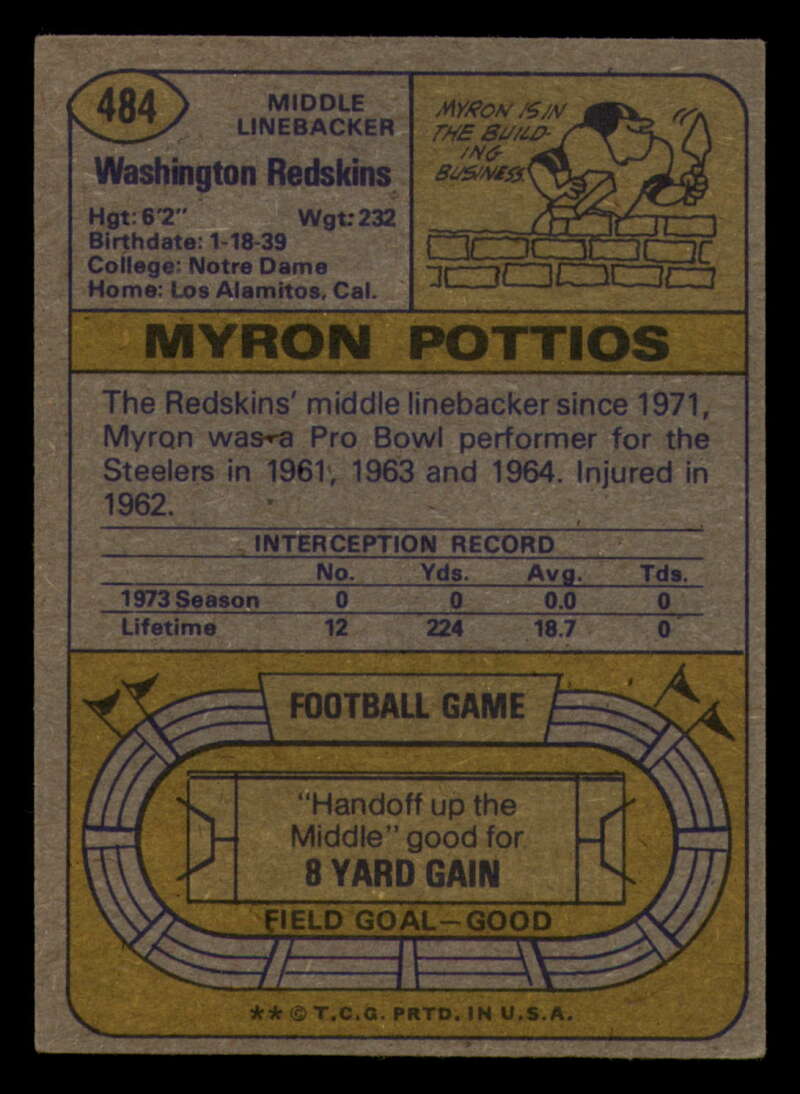 484
MIDDLE
LINEBACKER
Washington Redskins
Hgt: 6'2" Wgt: 232
Birthdate: 1-18-39
College: Notre Dame
Home: Los Alamitos, Cal.
MYRON IS IN
THE BUILD-
ING
BUSINESS.
MYRON POTTIOS
The Redskins' middle linebacker since 1971,
Myron was a Pro Bowl performer for the
Steelers in 1961, 1963 and 1964. Injured in
1962.
INTERCEPTION RECORD
No. Yds. Avg. Tds.
1973 Season 0 0 0.0 0
Lifetime 12 224 18.7 0
FOOTBALL GAME
"Handoff up the
Middle" good for
8 YARD GAIN
FIELD GOAL—GOOD
** © T.C.G. PRTD. IN U.S.A.